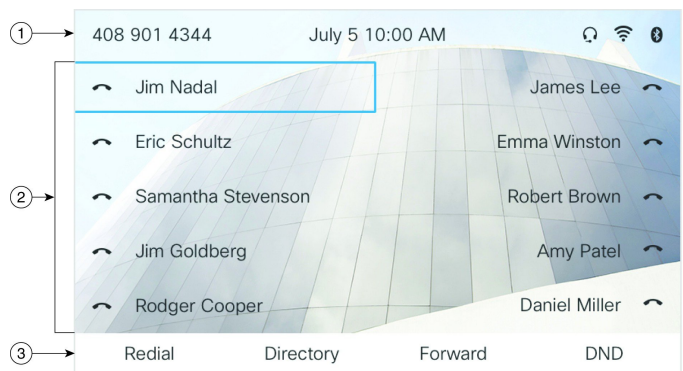 1 408 901 4344 July 5 10:00 AM
Jim Nadal James Lee
Eric Schultz Emma Winston
2 Samantha Stevenson Robert Brown
Jim Goldberg Amy Patel
Rodger Cooper Daniel Miller
3 Redial Directory Forward DND